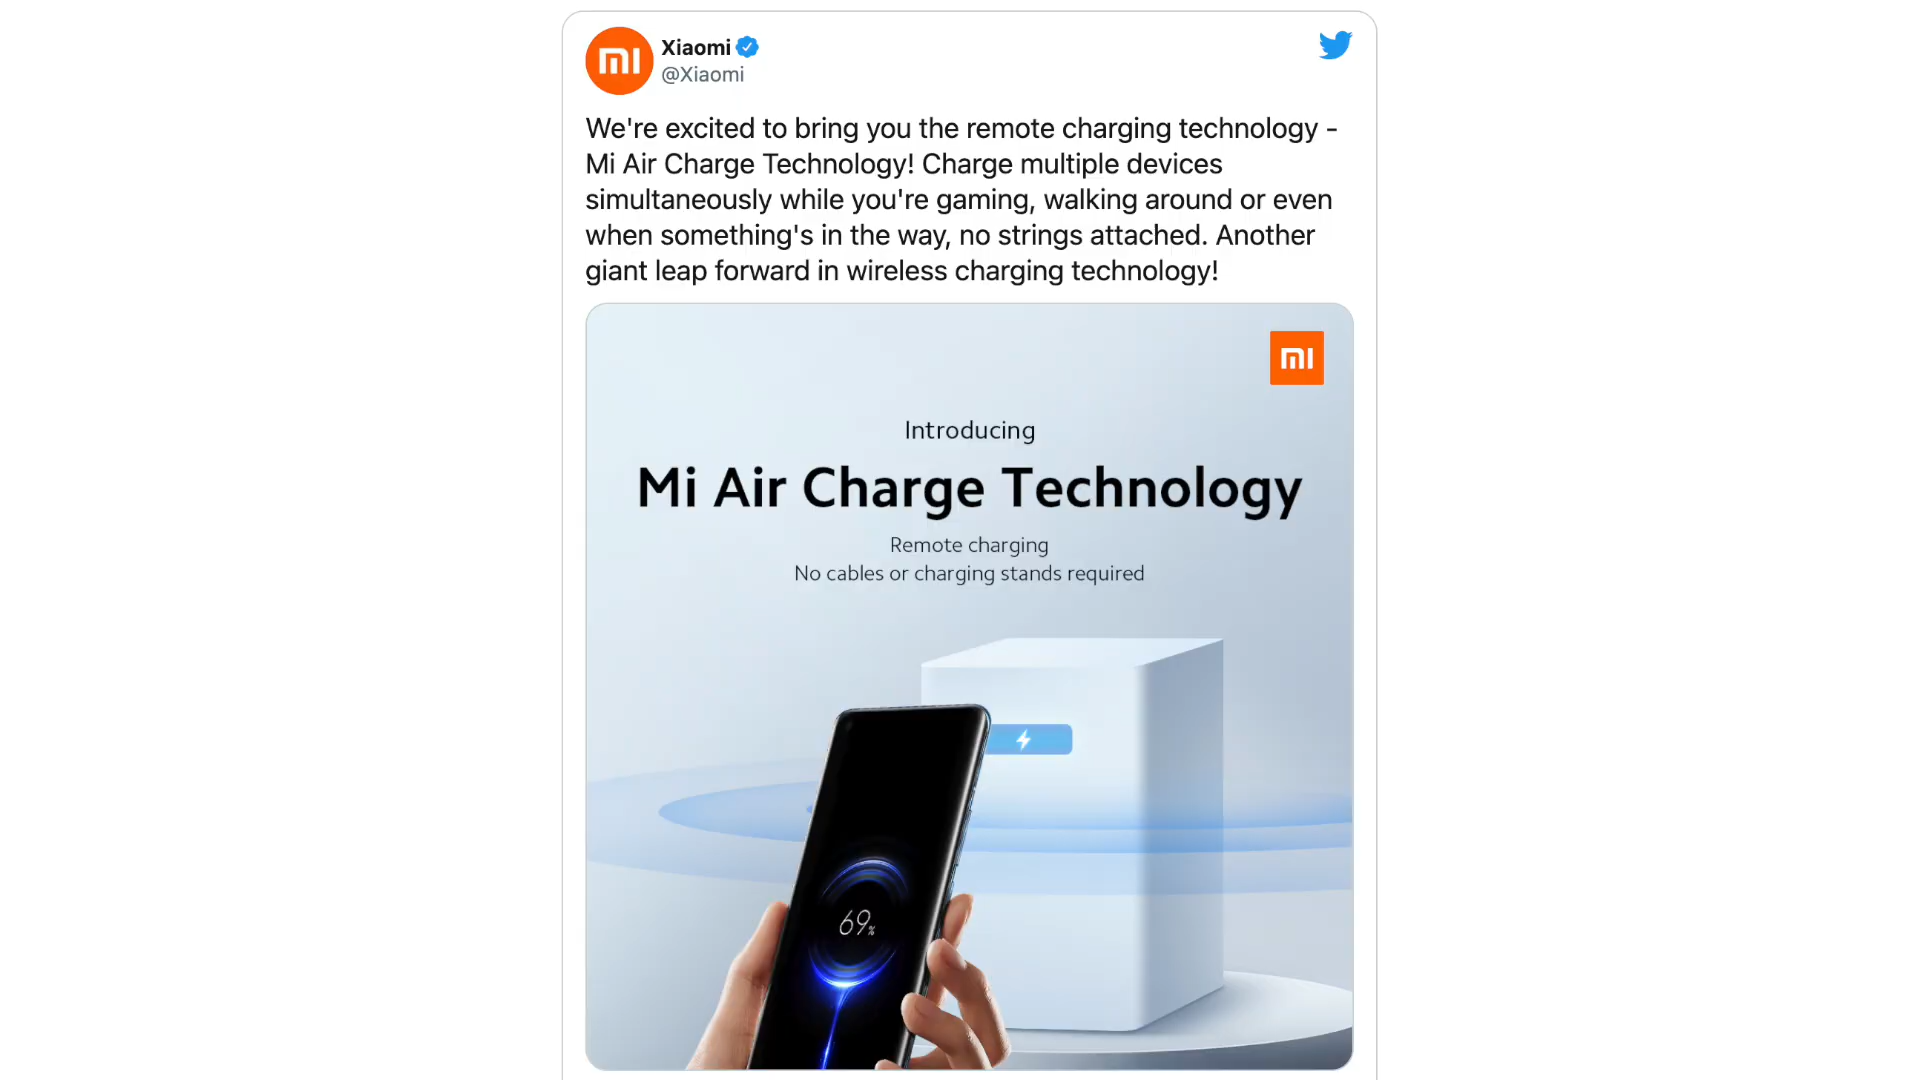 Xiaomi
@Xiaomi
We're excited to bring you the remote charging technology -
Mi Air Charge Technology! Charge multiple devices
simultaneously while you're gaming, walking around or even
when something's in the way, no strings attached. Another
giant leap forward in wireless charging technology!
Introducing
Mi Air Charge Technology
Remote charging
No cables or charging stands required
69%